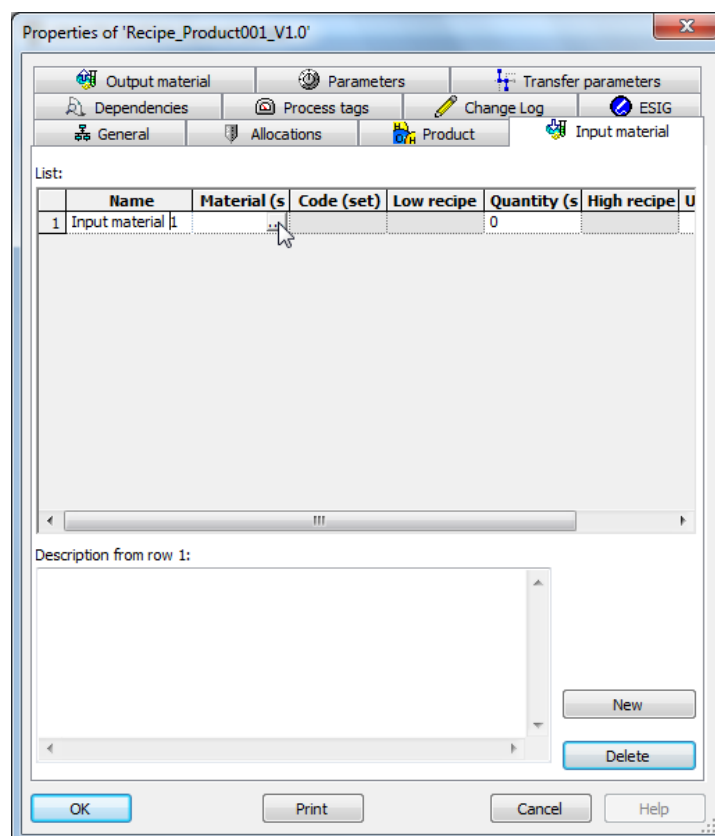 Properties of 'Recipe_Product001_V1.0'
Output material Parameters Transfer parameters
Dependencies Process tags Change Log ESIG
General Allocations Product Input material
List:
Name Material (s Code (set) Low recipe Quantity (s High recipe U
1 Input material 1 ... 0
Description from row 1:
New
Delete
OK Print Cancel Help